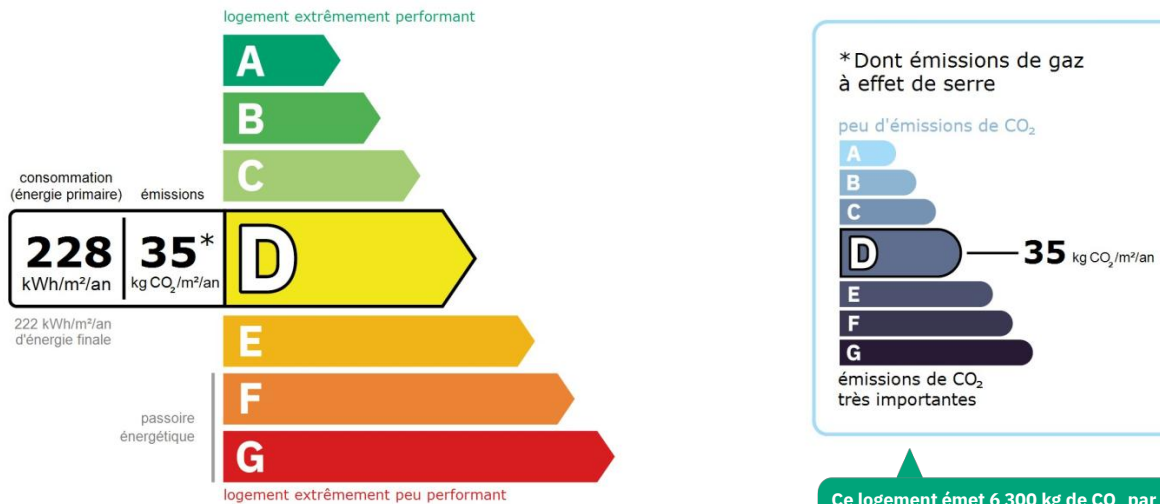 logement extrêmement performant
A
B
C
consommation
(énergie primaire)
émissions
228
kWh/m²/an
35*
kg CO₂/m²/an
D
222 kWh/m²/an
d'énergie finale
E
F
passoire
énergétique
G
logement extrêmement peu performant
*Dont émissions de gaz
à effet de serre
peu d'émissions de CO₂
A
B
C
D
35 kg CO₂/m²/an
E
F
G
émissions de CO₂
très importantes
Ce logement émet 6 300 kg de CO₂ par